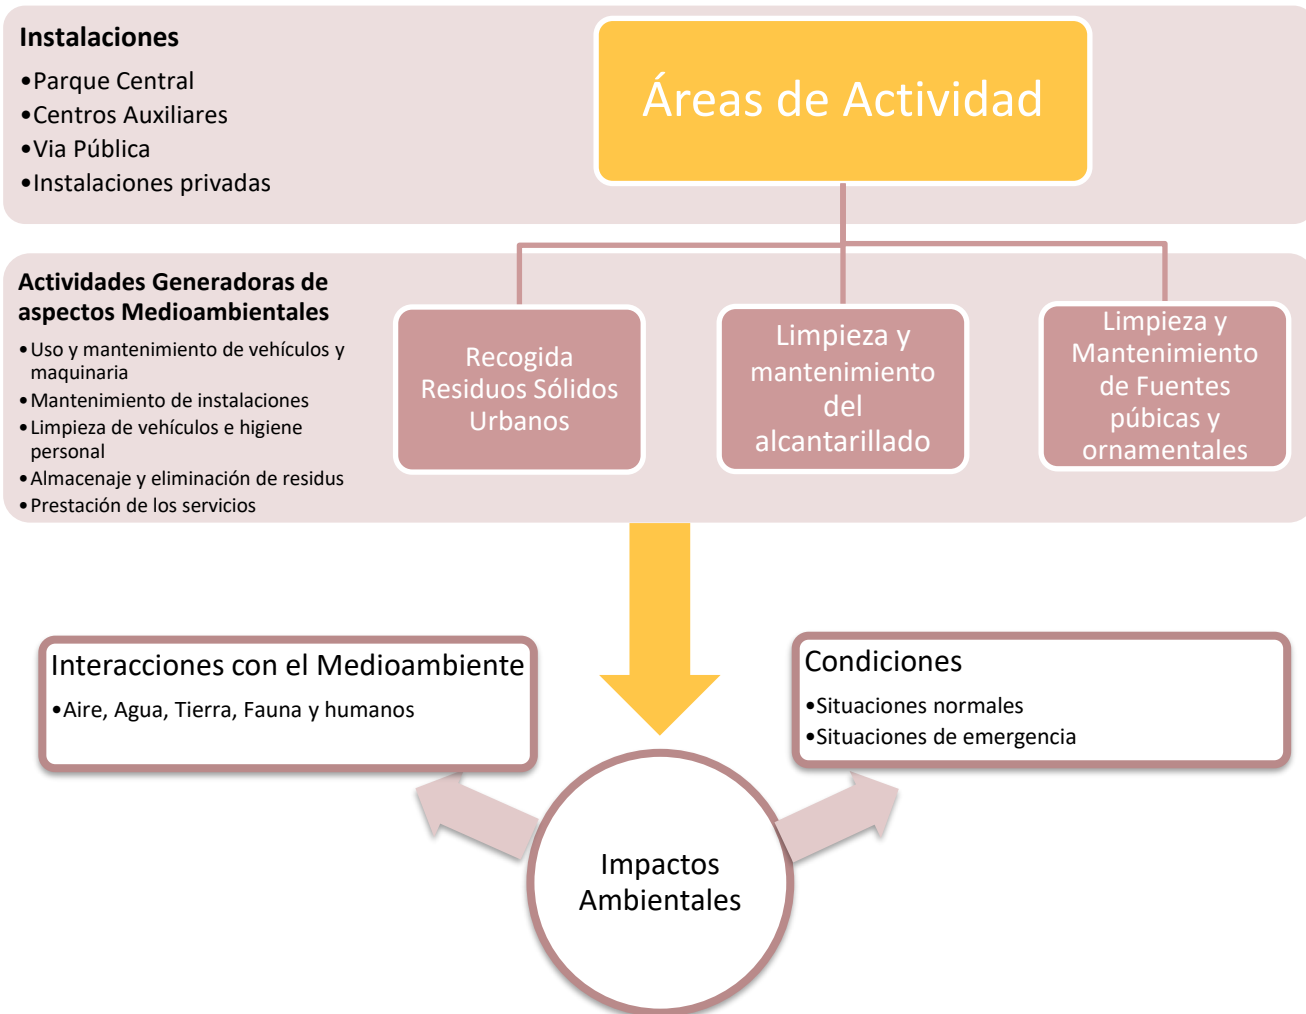 Instalaciones
•Parque Central
•Centros Auxiliares
•Via Pública
•Instalaciones privadas
Áreas de Actividad
Actividades Generadoras de
aspectos Medioambientales
•Uso y mantenimiento de vehículos y
maquinaria
•Mantenimiento de instalaciones
•Limpieza de vehículos e higiene
personal
•Almacenaje y eliminación de residus
•Prestación de los servicios
Recogida
Residuos Sólidos
Urbanos
Limpieza y
mantenimiento
del
alcantarillado
Limpieza y
Mantenimiento
de Fuentes
púbicas y
ornamentales
Interacciones con el Medioambiente
•Aire, Agua, Tierra, Fauna y humanos
Condiciones
•Situaciones normales
•Situaciones de emergencia
Impactos
Ambientales